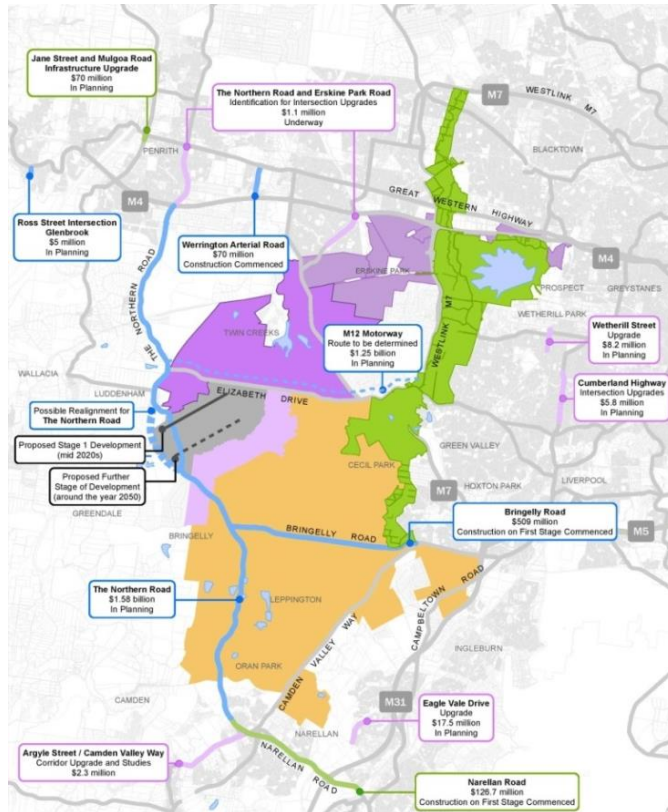 Jane Street and Mulgoa Road
Infrastructure Upgrade
$70 million
In Planning
The Northern Road and Erskine Park Road
Identification for Intersection Upgrades
$1.1 million
Underway
M7
WESTLINK M7
BLACKTOWN
PENRITH
M4
GREAT WESTERN HIGHWAY
Ross Street Intersection
Glenbrook
$5 million
In Planning
Werrington Arterial Road
$70 million
Construction Commenced
M4
ERSKINE PARK
PROSPECT
GREYSTANES
WETHERILL PARK
THE NORTHERN ROAD
TWIN CREEKS
M12 Motorway
Route to be determined
$1.25 billion
In Planning
WESTLINK M7
Wetherill Street
Upgrade
$8.2 million
In Planning
WALLACIA
LUDDENHAM
ELIZABETH DRIVE
Cumberland Highway
Intersection Upgrades
$5.8 million
In Planning
Possible Realignment for
The Northern Road
Proposed Stage 1 Development
(mid 2020s)
GREEN VALLEY
CECIL PARK
Proposed Further
Stage of Development
(around the year 2050)
LIVERPOOL
M7
HOXTON PARK
GREENDALE
BRINGELLY
BRINGELLY ROAD
Bringelly Road
$509 million
Construction on First Stage Commenced
M5
The Northern Road
$1.58 billion
In Planning
LEPPINGTON
CAMDEN VALLEY WAY
CAMPBELTOWN ROAD
INGLEBURN
ORAN PARK
CAMDEN
NARELLAN
M31
Eagle Vale Drive
Upgrade
$17.5 million
In Planning
Argyle Street / Camden Valley Way
Corridor Upgrade and Studies
$2.3 million
NARELLAN ROAD
Narellan Road
$126.7 million
Construction on First Stage Commenced